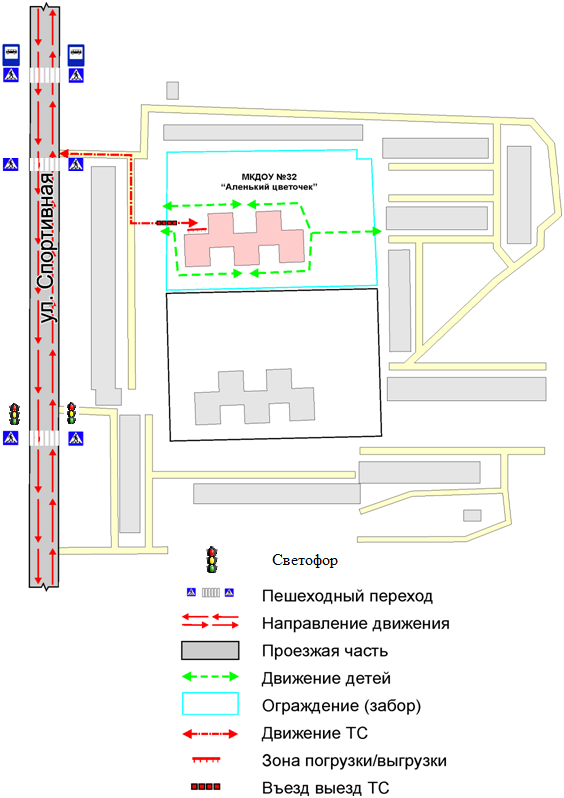 МКДОУ №32
“Аленький цветочек”
ул. Спортивная
Светофор
Пешеходный переход
Направление движения
Проезжая часть
Движение детей
Ограждение (забор)
Движение ТС
Зона погрузки/выгрузки
Въезд выезд ТС